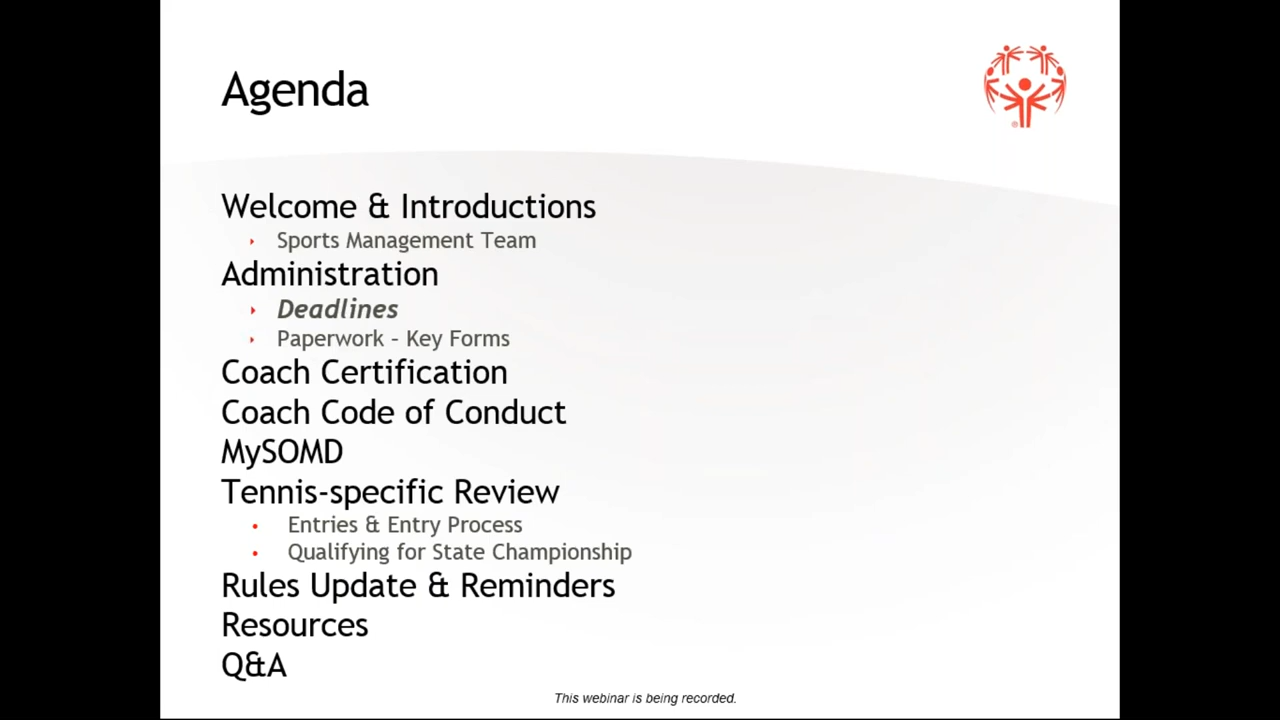 Agenda
Welcome & Introductions
Sports Management Team
Administration
Deadlines
Paperwork – Key Forms
Coach Certification
Coach Code of Conduct
MySOMD
Tennis-specific Review
Entries & Entry Process
Qualifying for State Championship
Rules Update & Reminders
Resources
Q&A
This webinar is being recorded.